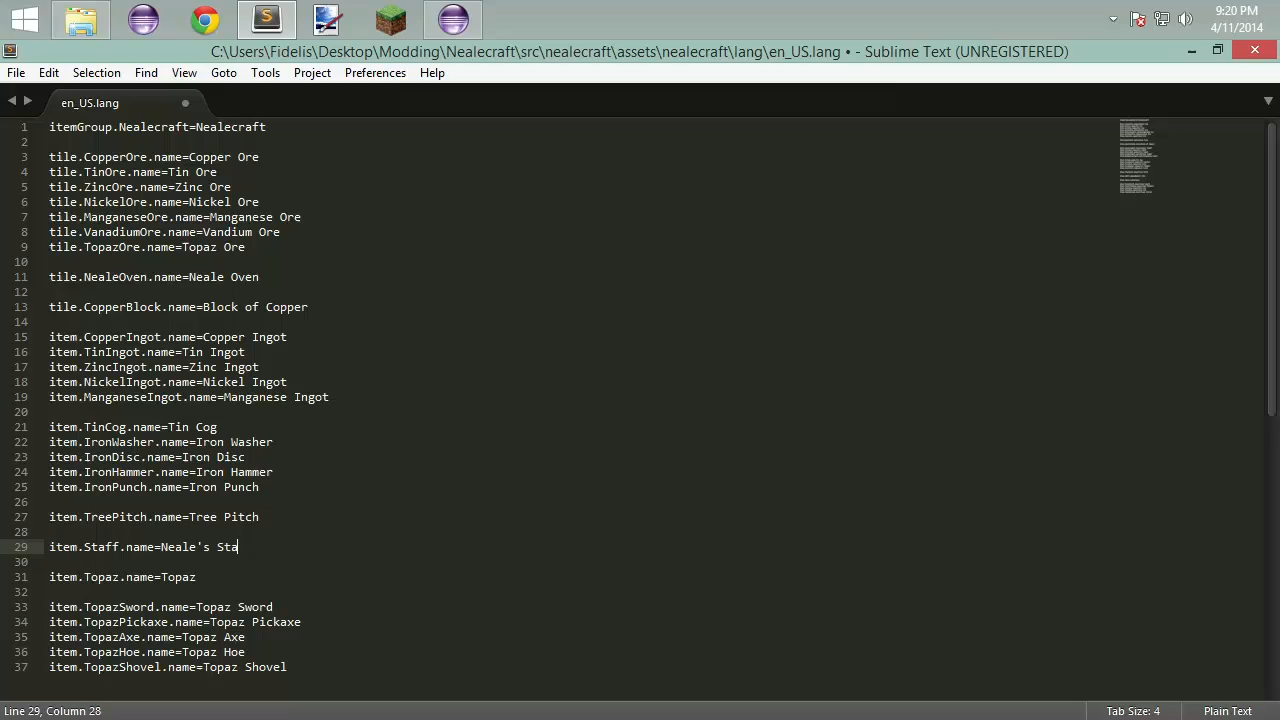 9:20 PM
4/11/2014
C:\Users\Fidelis\Desktop\Modding\Nealecraft\src\nealecraft\assets\nealecraft\lang\en_US.lang • - Sublime Text (UNREGISTERED)
File Edit Selection Find View Goto Tools Project Preferences Help
en_US.lang
1 itemGroup.Nealecraft=Nealecraft
2
3 tile.CopperOre.name=Copper Ore
4 tile.TinOre.name=Tin Ore
5 tile.ZincOre.name=Zinc Ore
6 tile.NickelOre.name=Nickel Ore
7 tile.ManganeseOre.name=Manganese Ore
8 tile.VanadiumOre.name=Vandium Ore
9 tile.TopazOre.name=Topaz Ore
10
11 tile.NealeOven.name=Neale Oven
12
13 tile.CopperBlock.name=Block of Copper
14
15 item.CopperIngot.name=Copper Ingot
16 item.TinIngot.name=Tin Ingot
17 item.ZincIngot.name=Zinc Ingot
18 item.NickelIngot.name=Nickel Ingot
19 item.ManganeseIngot.name=Manganese Ingot
20
21 item.TinCog.name=Tin Cog
22 item.IronWasher.name=Iron Washer
23 item.IronDisc.name=Iron Disc
24 item.IronHammer.name=Iron Hammer
25 item.IronPunch.name=Iron Punch
26
27 item.TreePitch.name=Tree Pitch
28
29 item.Staff.name=Neale's Sta
30
31 item.Topaz.name=Topaz
32
33 item.TopazSword.name=Topaz Sword
34 item.TopazPickaxe.name=Topaz Pickaxe
35 item.TopazAxe.name=Topaz Axe
36 item.TopazHoe.name=Topaz Hoe
37 item.TopazShovel.name=Topaz Shovel
Line 29, Column 28 Tab Size: 4 Plain Text